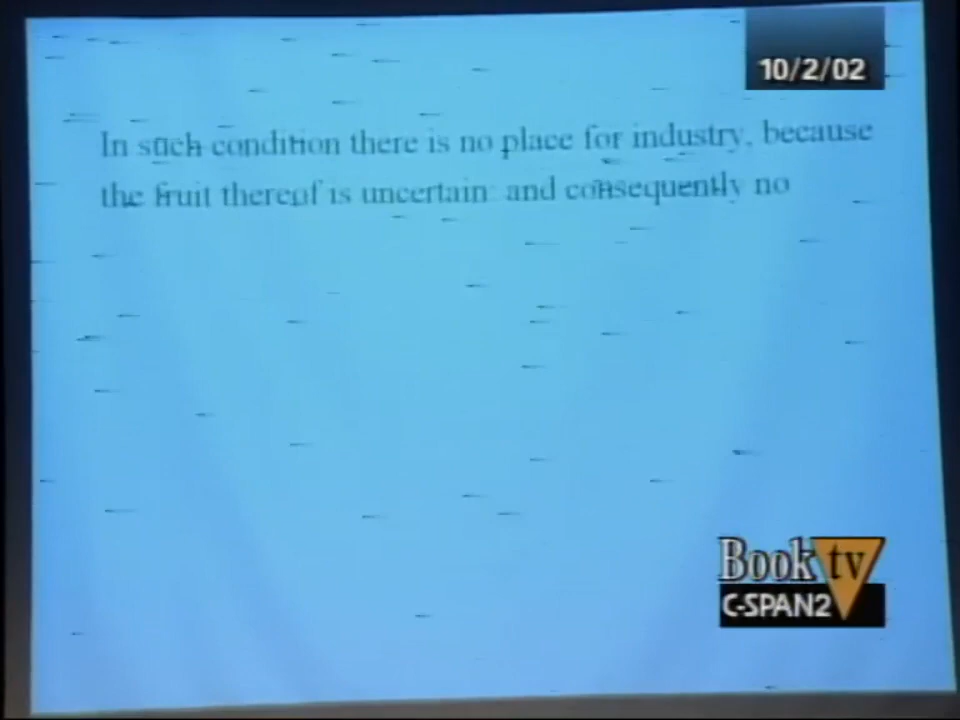 10/2/02
In such condition there is no place for industry, because
the fruit thereof is uncertain: and consequently no
Book tv
C-SPAN2